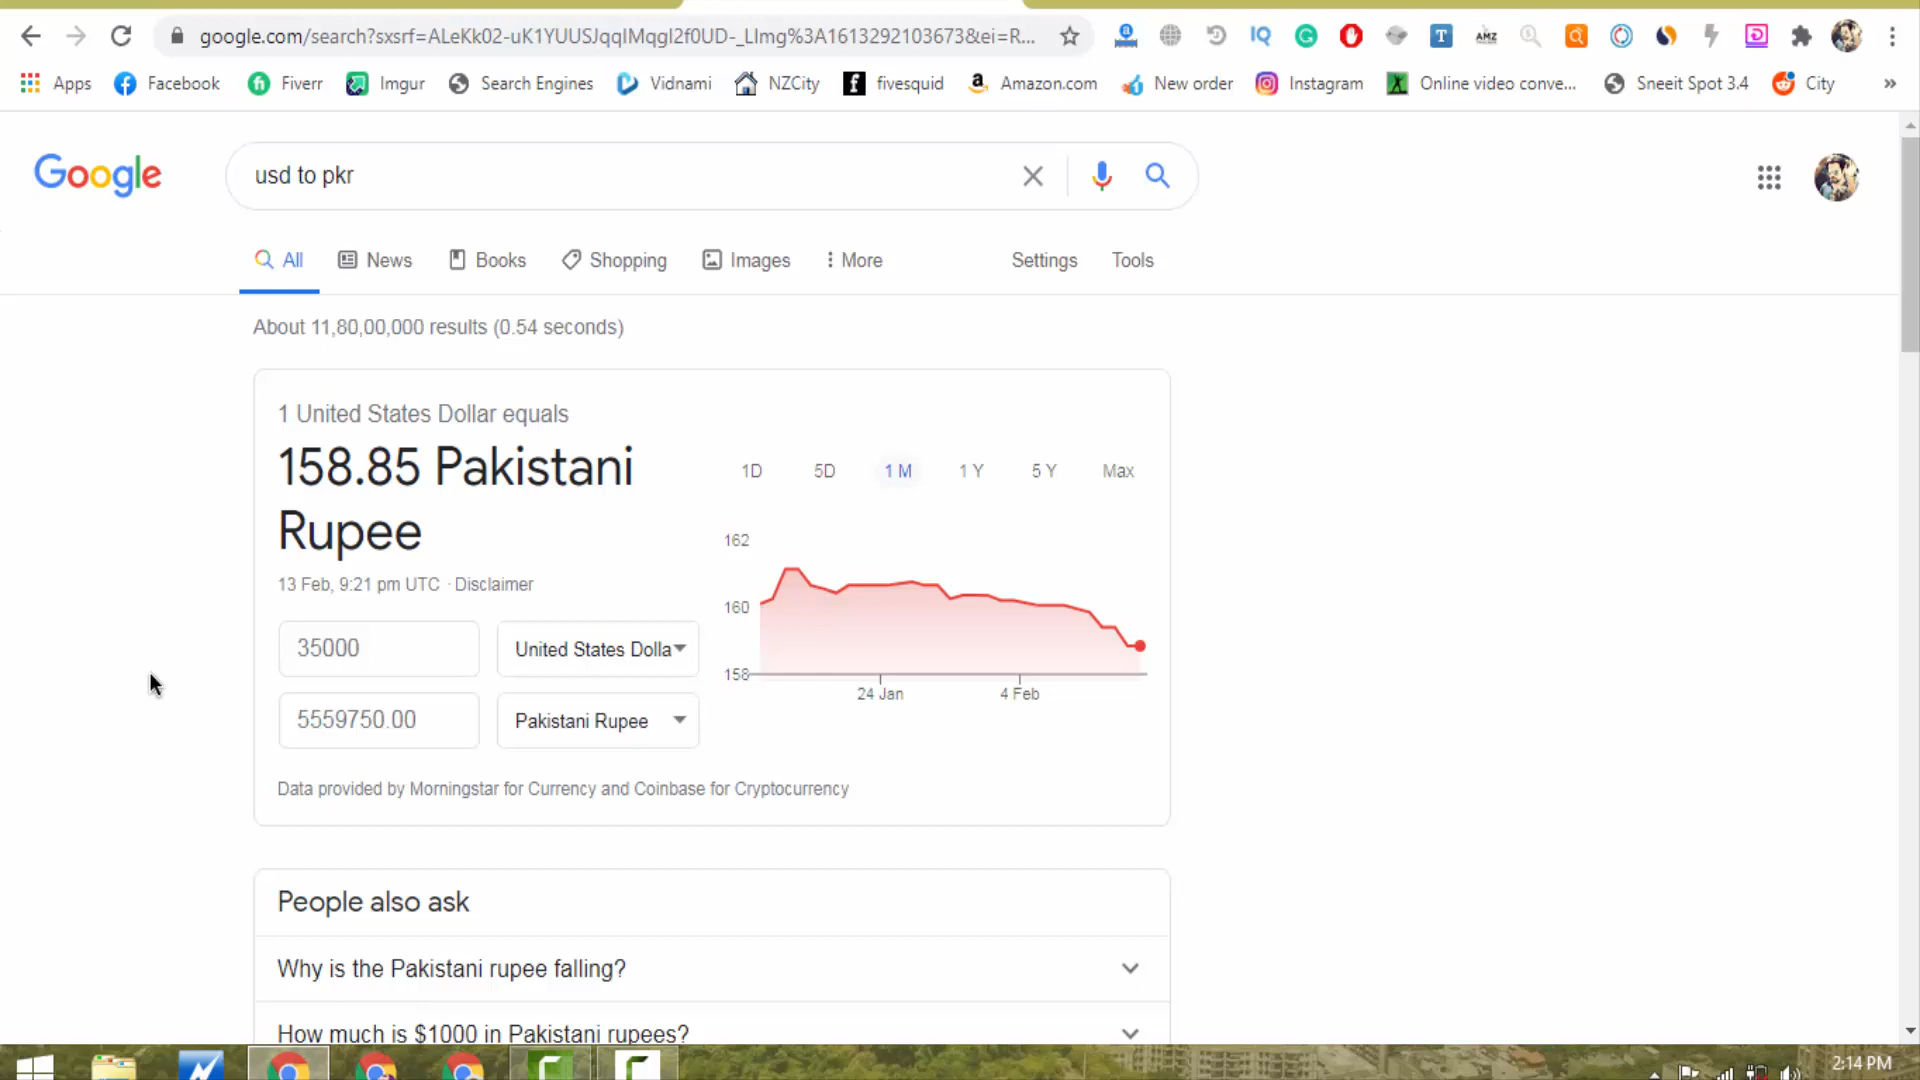 google.com/search?sxsrf=ALeKk02-uK1YUUSJqqIMqgI2f0UD-_LImg%3A1613292103673&ei=R...
Apps Facebook Fiverr Imgur Search Engines Vidnami NZCity fivesquid Amazon.com New order Instagram Online video conve... Sneeit Spot 3.4 City »
Google
usd to pkr
All News Books Shopping Images More Settings Tools
About 11,80,00,000 results (0.54 seconds)
1 United States Dollar equals
158.85 Pakistani
Rupee
13 Feb, 9:21 pm UTC · Disclaimer
35000 United States Dolla
5559750.00 Pakistani Rupee
1D 5D 1 M 1 Y 5 Y Max
162
160
158
24 Jan 4 Feb
Data provided by Morningstar for Currency and Coinbase for Cryptocurrency
People also ask
Why is the Pakistani rupee falling?
How much is $1000 in Pakistani rupees?
2:14 PM